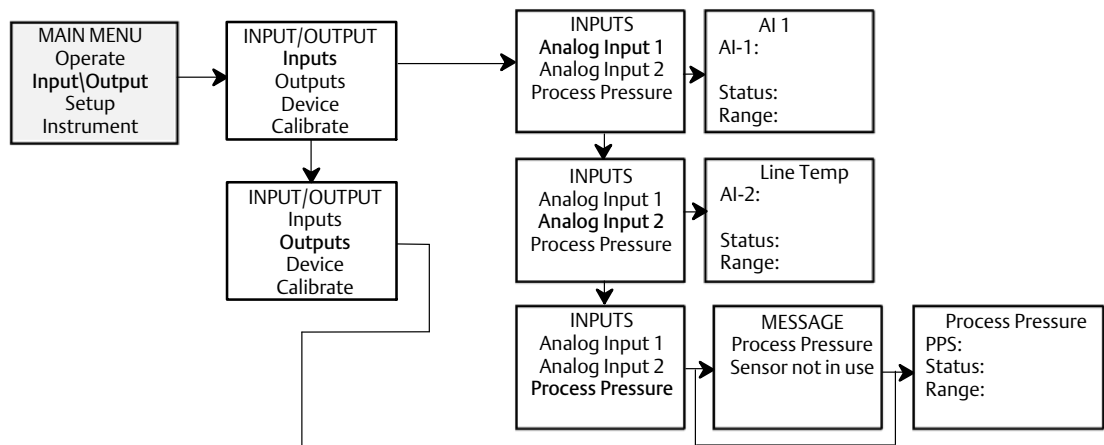 MAIN MENU
Operate
Input\Output
Setup
Instrument
INPUT/OUTPUT
Inputs
Outputs
Device
Calibrate
INPUTS
Analog Input 1
Analog Input 2
Process Pressure
AI 1
AI-1:
Status:
Range:
INPUT/OUTPUT
Inputs
Outputs
Device
Calibrate
INPUTS
Analog Input 1
Analog Input 2
Process Pressure
Line Temp
AI-2:
Status:
Range:
INPUTS
Analog Input 1
Analog Input 2
Process Pressure
MESSAGE
Process Pressure
Sensor not in use
Process Pressure
PPS:
Status:
Range: